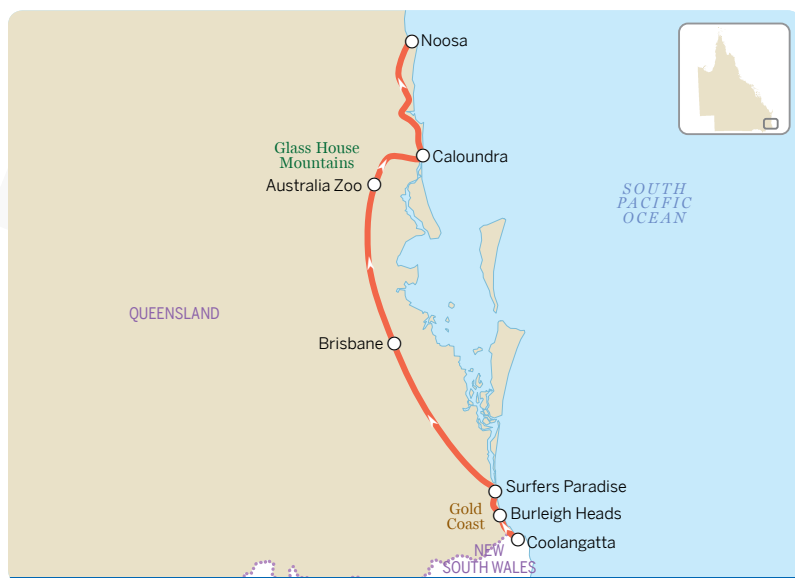 Noosa
Glass House
Mountains
Caloundra
Australia Zoo
SOUTH
PACIFIC
OCEAN
QUEENSLAND
Brisbane
Surfers Paradise
Gold
Coast
Burleigh Heads
Coolangatta
NEW
SOUTH WALES